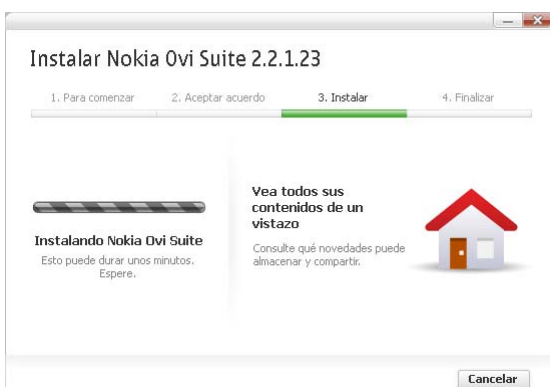 Instalar Nokia Ovi Suite 2.2.1.23
1. Para comenzar
2. Aceptar acuerdo
3. Instalar
4. Finalizar
Instalando Nokia Ovi Suite
Esto puede durar unos minutos.
Espere.
Vea todos sus
contenidos de un
vistazo
Consulte qué novedades puede
almacenar y compartir.
Cancelar